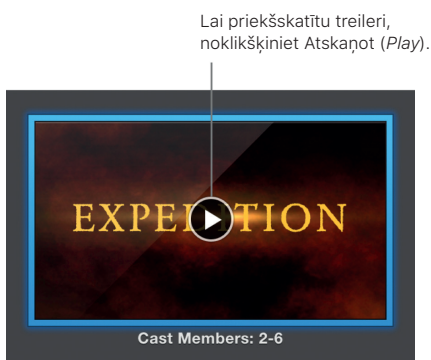 Lai priekšskatītu treileri,
noklikšķiniet Atskaņot (Play).
EXPEDITION
Cast Members: 2-6